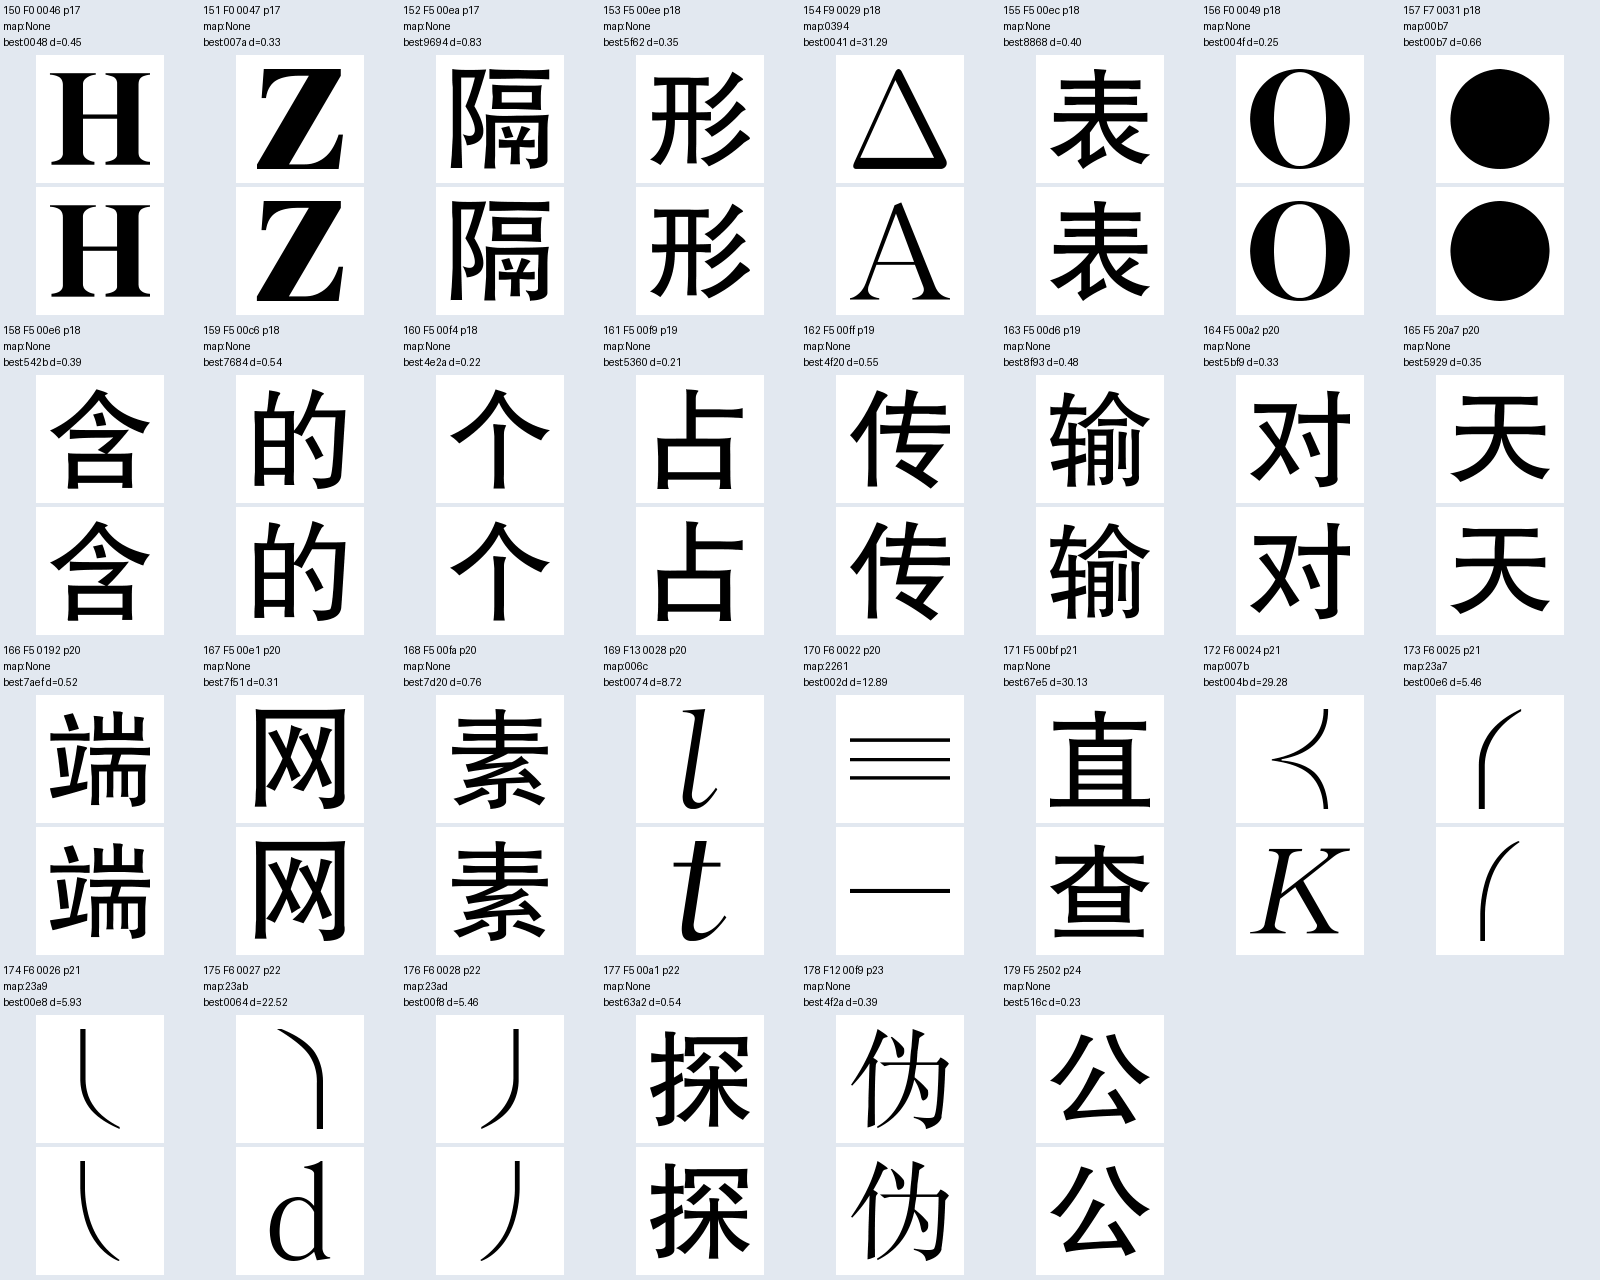 150 F0 0046 p17 151 F0 0047 p17 152 F5 00ea p17 153 F5 00ee p18 154 F9 0029 p18 155 F5 00ec p18 156 F0 0049 p18 157 F7 0031 p18
map:None map:None map:None map:None map:0394 map:None map:None map:00b7
best0048 d=0.45 best007a d=0.33 best9694 d=0.83 best5f62 d=0.35 best0041 d=31.29 best8868 d=0.40 best004f d=0.25 best00b7 d=0.66
H Z 隔 形 Δ 表 O ●
H Z 隔 形 A 表 O ●
158 F5 00e6 p18 159 F5 00c6 p18 160 F5 00f4 p18 161 F5 00f9 p19 162 F5 00ff p19 163 F5 00d6 p19 164 F5 00a2 p20 165 F5 20a7 p20
map:None map:None map:None map:None map:None map:None map:None map:None
best542b d=0.39 best7684 d=0.54 best4e2a d=0.22 best5360 d=0.21 best4f20 d=0.55 best8f93 d=0.48 best5bf9 d=0.33 best5929 d=0.35
含 的 个 占 传 输 对 天
含 的 个 占 传 输 对 天
166 F5 0192 p20 167 F5 00e1 p20 168 F5 00fa p20 169 F13 0028 p20 170 F6 0022 p20 171 F5 00bf p21 172 F6 0024 p21 173 F6 0025 p21
map:None map:None map:None map:006c map:2261 map:None map:007b map:23a7
best7aef d=0.52 best7f51 d=0.31 best7d20 d=0.76 best0074 d=8.72 best002d d=12.89 best67e5 d=30.13 best004b d=29.28 best00e6 d=5.46
端 网 素 l ≡ 直 ⎨ ⎧
端 网 素 t — 查 K ⎛
174 F6 0026 p21 175 F6 0027 p22 176 F6 0028 p22 177 F5 00a1 p22 178 F12 00f9 p23 179 F5 2502 p24
map:23a9 map:23ab map:23ad map:None map:None map:None
best00e8 d=5.93 best0064 d=22.52 best00f8 d=5.46 best63a2 d=0.54 best4f2a d=0.39 best516c d=0.23
⎩ ⎫ ⎭ 探 伪 公
⎝ d ⎠ 探 伪 公